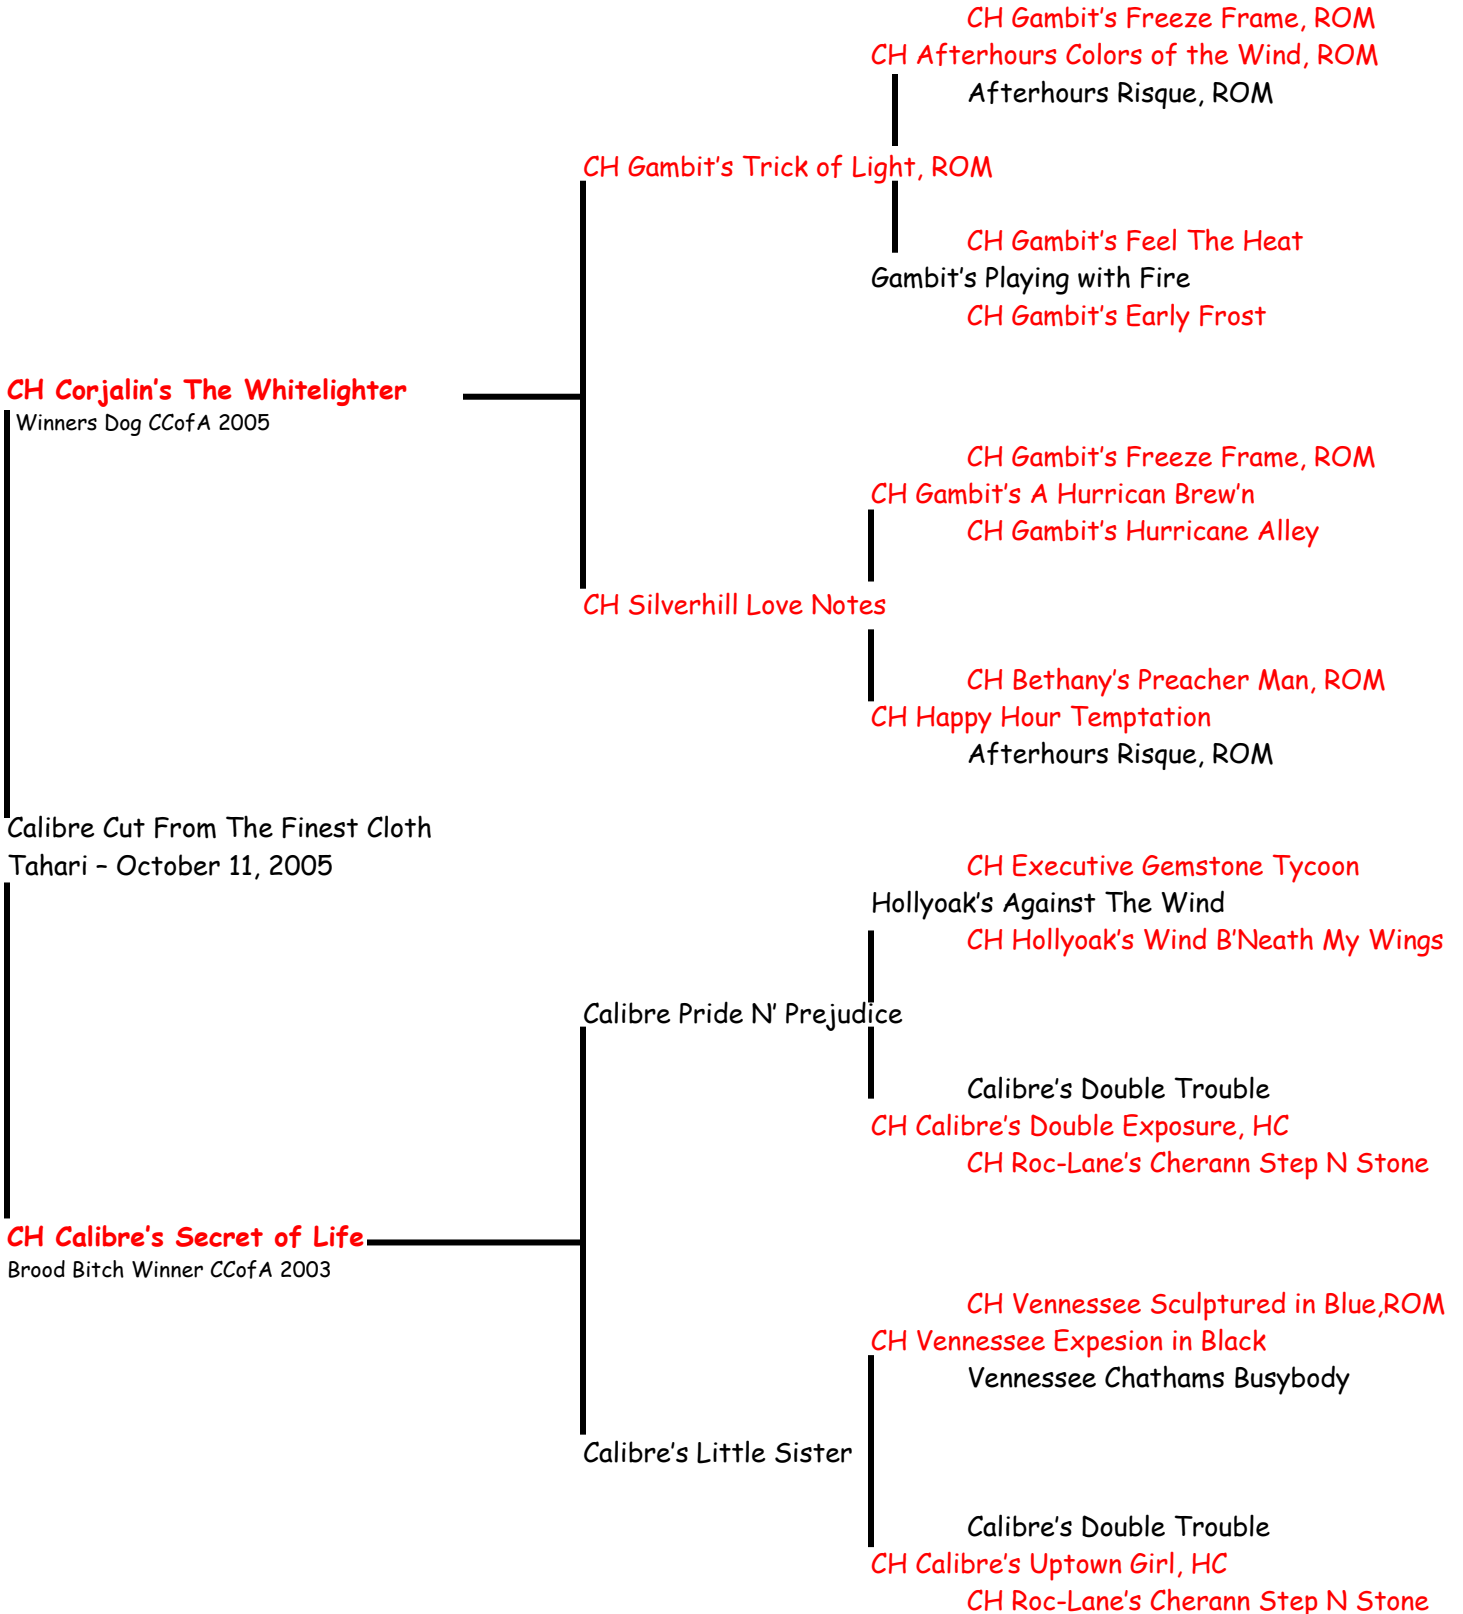 CH Gambit’s Freeze Frame, ROM
CH Afterhours Colors of the Wind, ROM
Afterhours Risque, ROM
CH Gambit’s Trick of Light, ROM
CH Gambit’s Feel The Heat
Gambit’s Playing with Fire
CH Gambit’s Early Frost
CH Corjalin’s The Whitelighter
Winners Dog CCofA 2005
CH Gambit’s Freeze Frame, ROM
CH Gambit’s A Hurrican Brew’n
CH Gambit’s Hurricane Alley
CH Silverhill Love Notes
CH Bethany’s Preacher Man, ROM
CH Happy Hour Temptation
Afterhours Risque, ROM
Calibre Cut From The Finest Cloth
Tahari – October 11, 2005
CH Executive Gemstone Tycoon
Hollyoak’s Against The Wind
CH Hollyoak’s Wind B’Neath My Wings
Calibre Pride N’ Prejudice
Calibre’s Double Trouble
CH Calibre’s Double Exposure, HC
CH Roc-Lane’s Cherann Step N Stone
CH Calibre’s Secret of Life
Brood Bitch Winner CCofA 2003
CH Vennessee Sculptured in Blue,ROM
CH Vennessee Expesion in Black
Vennessee Chathams Busybody
Calibre’s Little Sister
Calibre’s Double Trouble
CH Calibre’s Uptown Girl, HC
CH Roc-Lane’s Cherann Step N Stone